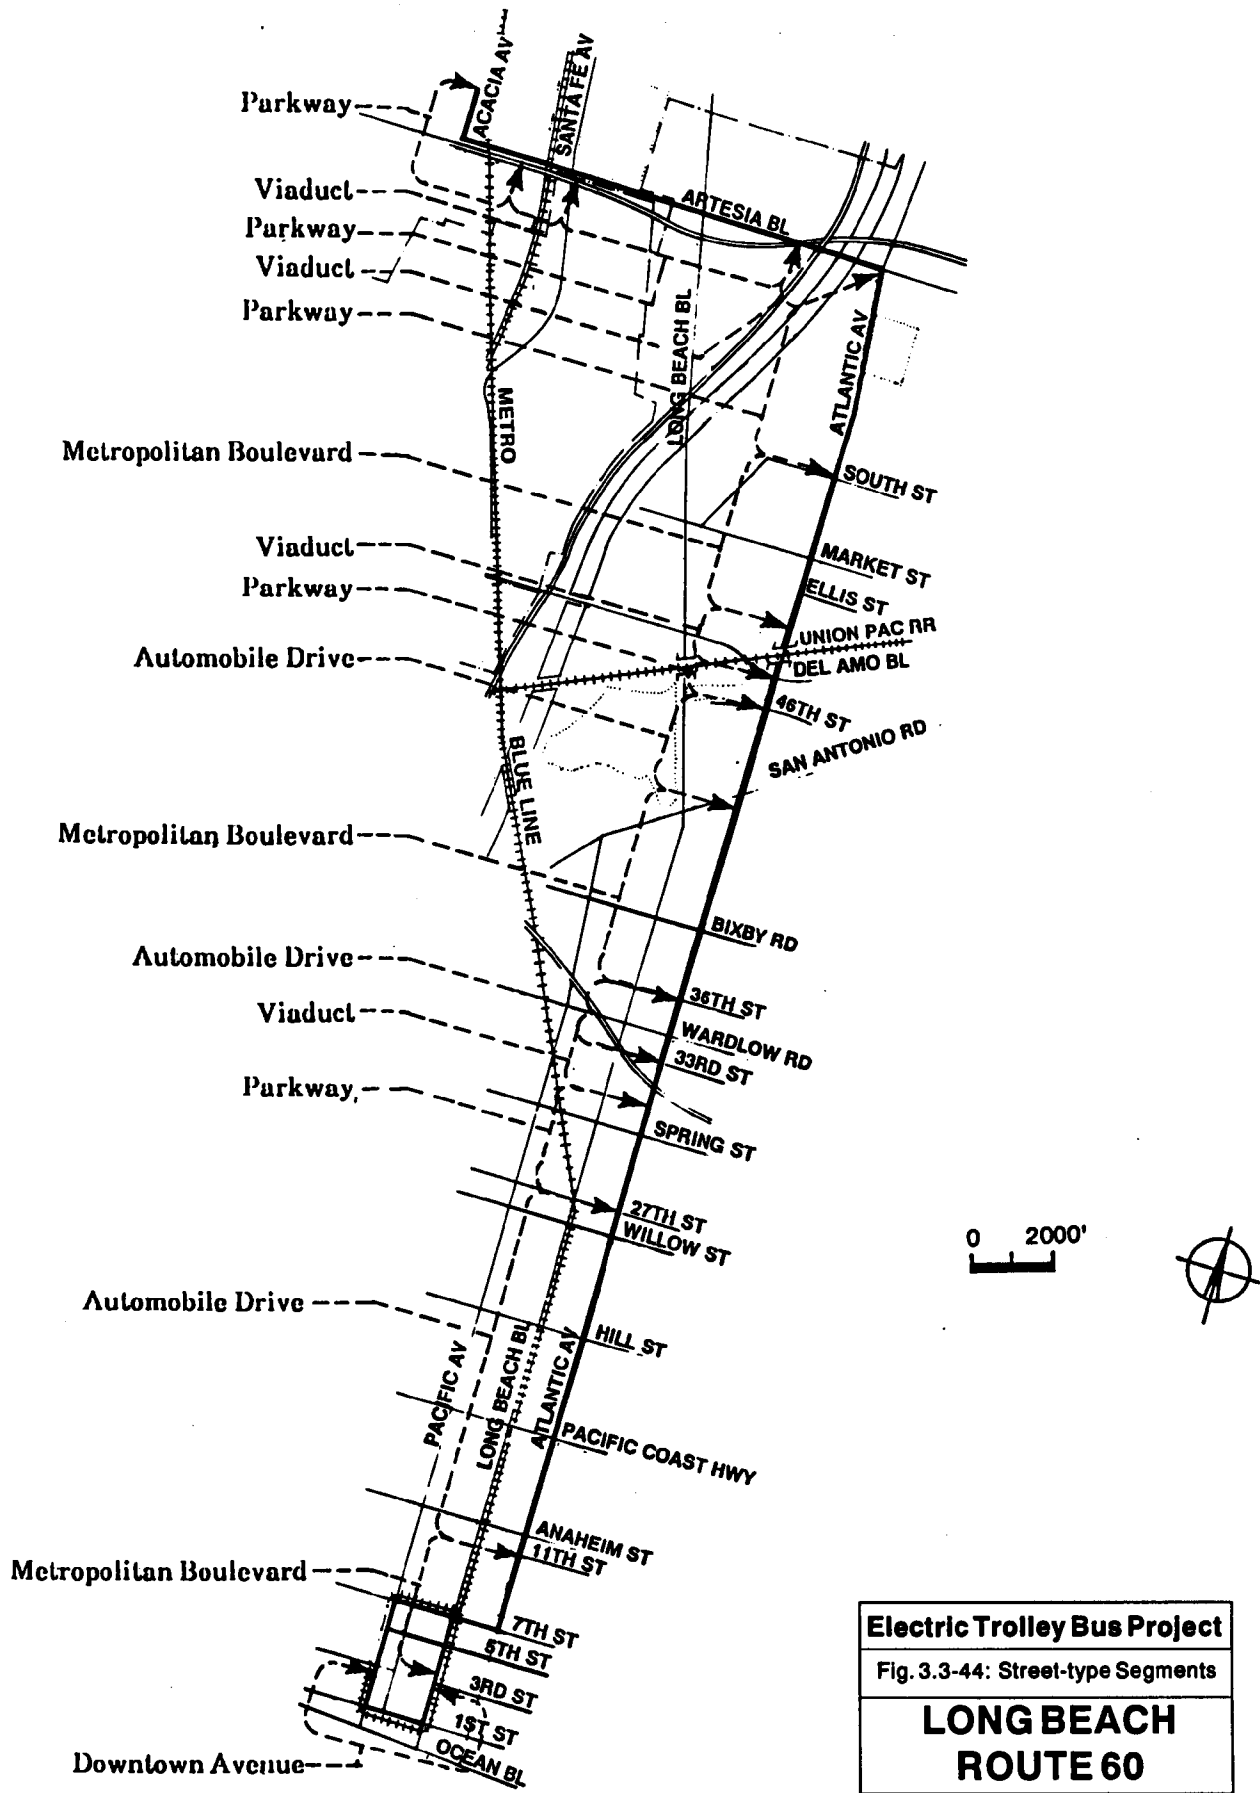 ACACIA AV
SANTA FE AV
Parkway
Viaduct
ARTESIA BL
Parkway
Viaduct
Parkway
LONG BEACH BL
ATLANTIC AV
METRO
Metropolitan Boulevard
SOUTH ST
Viaduct
MARKET ST
Parkway
ELLIS ST
UNION PAC RR
Automobile Drive
DEL AMO BL
46TH ST
SAN ANTONIO RD
BLUE LINE
Metropolitan Boulevard
BIXBY RD
Automobile Drive
36TH ST
Viaduct
WARDLOW RD
33RD ST
Parkway
SPRING ST
27TH ST
WILLOW ST
0 2000'
Automobile Drive
HILL ST
PACIFIC AV
LONG BEACH BL
ATLANTIC AV
PACIFIC COAST HWY
ANAHEIM ST
11TH ST
Metropolitan Boulevard
7TH ST
5TH ST
3RD ST
1ST ST
OCEAN BL
Downtown Avenue
Electric Trolley Bus Project
Fig. 3.3-44: Street-type Segments
LONG BEACH
ROUTE 60